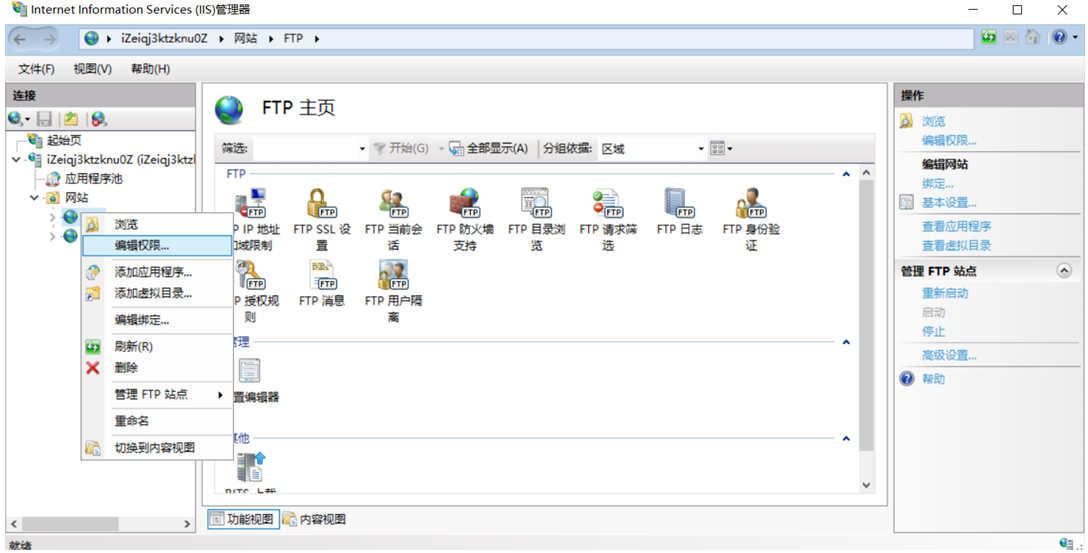 Internet Information Services (IIS)管理器
iZeiqj3ktzknu0Z
网站
FTP
文件(F)
视图(V)
帮助(H)
连接
起始页
iZeiqj3ktzknu0Z (iZeiqj3ktzl
应用程序池
网站
浏览
编辑权限...
添加应用程序...
添加虚拟目录...
编辑绑定...
刷新(R)
删除
管理 FTP 站点
重命名
切换到内容视图
FTP 主页
筛选:
开始(G)
全部显示(A)
分组依据:
区域
FTP
IP 地址
域限制
FTP SSL 设
置
FTP 当前会
话
FTP 防火墙
支持
FTP 目录浏
览
FTP 请求筛
选
FTP 日志
FTP 身份验
证
授权规
则
FTP 消息
FTP 用户隔
离
管理
置编辑器
其他
BITS 上载
功能视图
内容视图
操作
浏览
编辑权限...
编辑网站
绑定...
基本设置...
查看应用程序
查看虚拟目录
管理 FTP 站点
重新启动
启动
停止
高级设置...
帮助
就绪